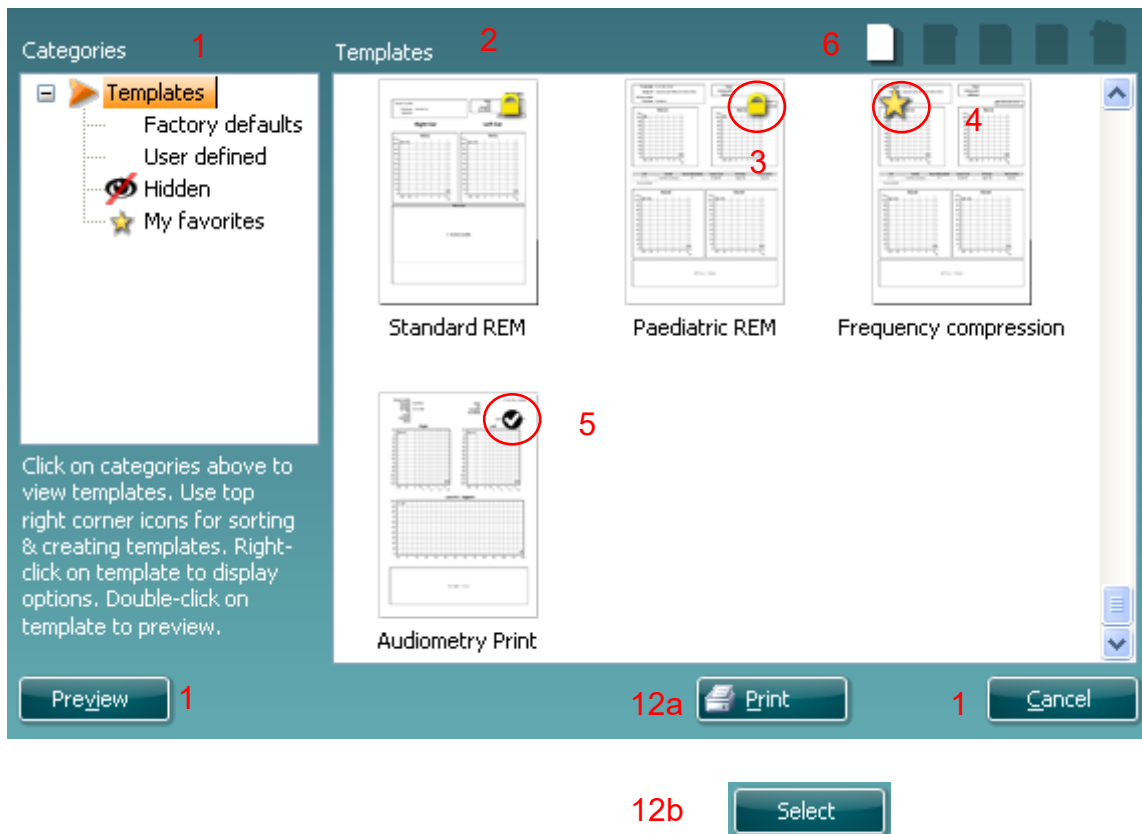 Categories 1
Templates 2
6
Templates
Factory defaults
User defined
Hidden
My favorites
3
4
Standard REM
Paediatric REM
Frequency compression
5
Audiometry Print
Click on categories above to
view templates. Use top
right corner icons for sorting
& creating templates. Right-
click on template to display
options. Double-click on
template to preview.
Preview 1
12a Print
1 Cancel
12b Select